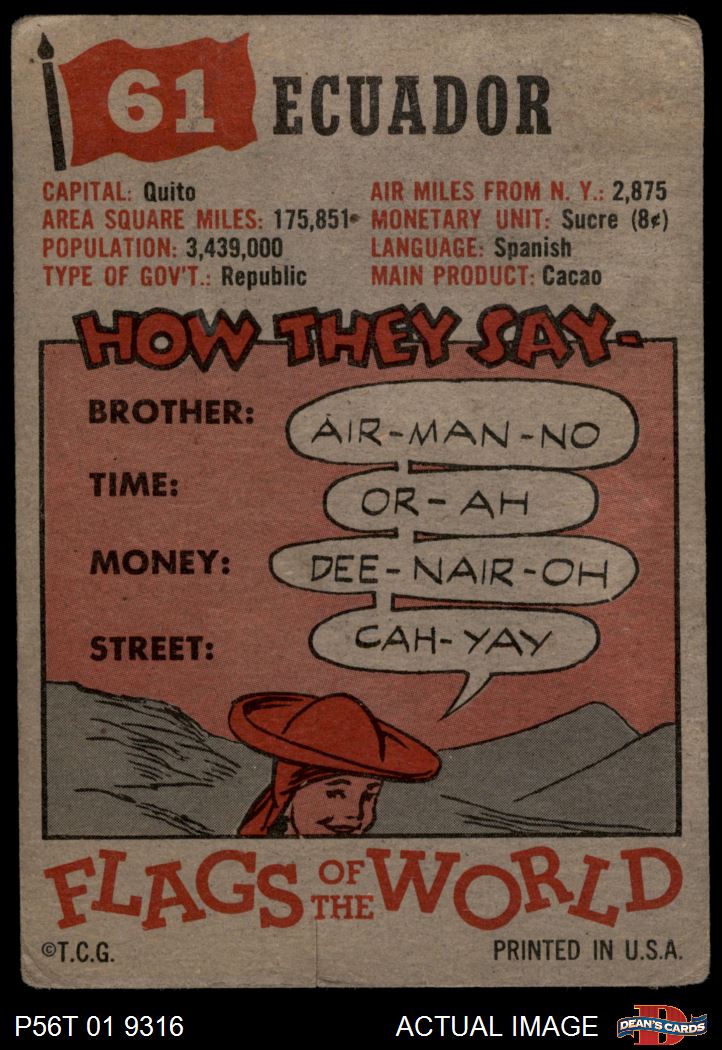 61 ECUADOR
CAPITAL: Quito
AREA SQUARE MILES: 175,851
POPULATION: 3,439,000
TYPE OF GOV'T.: Republic
AIR MILES FROM N. Y.: 2,875
MONETARY UNIT: Sucre (8¢)
LANGUAGE: Spanish
MAIN PRODUCT: Cacao
HOW THEY SAY-
BROTHER: AIR-MAN-NO
TIME: OR-AH
MONEY: DEE-NAIR-OH
STREET: CAH-YAY
FLAGS OF THE WORLD
©T.C.G. PRINTED IN U.S.A.
P56T 01 9316 ACTUAL IMAGE D DEAN'S CARDS